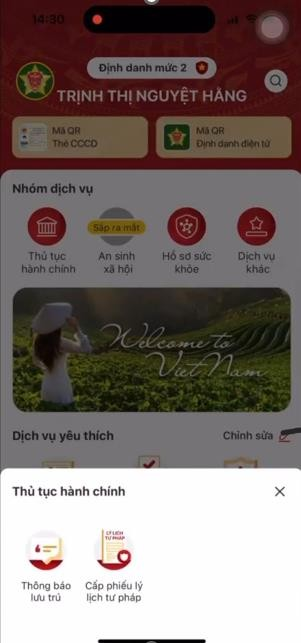 14:30
Định danh mức 2
TRỊNH THỊ NGUYỆT HẰNG
Mã QR
Thẻ CCCD
Mã QR
Định danh điện tử
Nhóm dịch vụ
Sắp ra mắt
Thủ tục
hành chính
An sinh
xã hội
Hồ sơ sức
khỏe
Dịch vụ
khác
Welcome to
Viet Nam
Dịch vụ yêu thích
Chỉnh sửa
Thủ tục hành chính
LÝ LỊCH
TƯ PHÁP
Thông báo
lưu trú
Cấp phiếu lý
lịch tư pháp